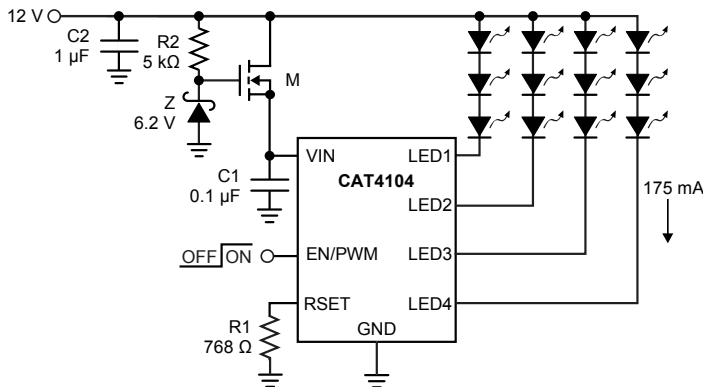 12 V
C2
1 µF
R2
5 kΩ
Z
6.2 V
M
C1
0.1 µF
VIN
LED1
CAT4104
LED2
175 mA
OFF ON
EN/PWM
LED3
RSET
LED4
GND
R1
768 Ω